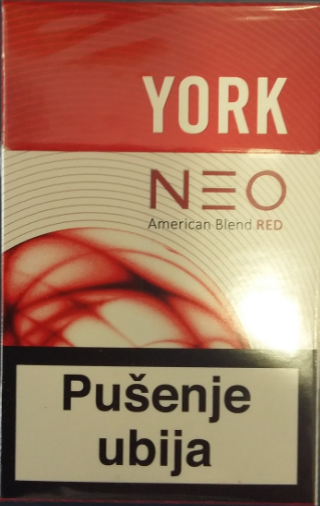 YORK
NEO
American Blend RED
Pušenje
ubija